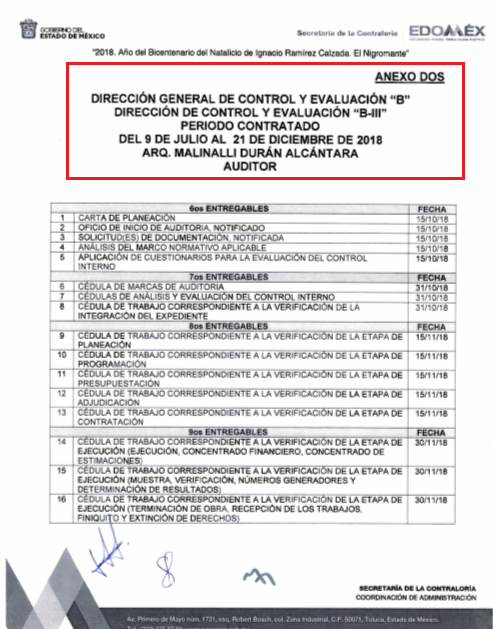 GOBIERNO DEL
ESTADO DE MÉXICO
Secretaría de la Contraloría
EDOMÉX
"2018. Año del Bicentenario del Natalicio de Ignacio Ramírez Calzada. El Nigromante"
ANEXO DOS
DIRECCIÓN GENERAL DE CONTROL Y EVALUACIÓN "B"
DIRECCIÓN DE CONTROL Y EVALUACIÓN "B-III"
PERIODO CONTRATADO
DEL 9 DE JULIO AL 21 DE DICIEMBRE DE 2018
ARQ. MALINALLI DURÁN ALCÁNTARA
AUDITOR
6os ENTREGABLES FECHA
1 CARTA DE PLANEACIÓN 15/10/18
2 OFICIO DE INICIO DE AUDITORIA, NOTIFICADO 15/10/18
3 SOLICITUD(ES) DE DOCUMENTACIÓN, NOTIFICADA 15/10/18
4 ANÁLISIS DEL MARCO NORMATIVO APLICABLE 15/10/18
5 APLICACIÓN DE CUESTIONARIOS PARA LA EVALUACIÓN DEL CONTROL 15/10/18
INTERNO
7os ENTREGABLES FECHA
6 CÉDULA DE MARCAS DE AUDITORIA 31/10/18
7 CÉDULAS DE ANÁLISIS Y EVALUACIÓN DEL CONTROL INTERNO 31/10/18
8 CÉDULA DE TRABAJO CORRESPONDIENTE A LA VERIFICACIÓN DE LA 31/10/18
INTEGRACIÓN DEL EXPEDIENTE
8os ENTREGABLES FECHA
9 CÉDULA DE TRABAJO CORRESPONDIENTE A LA VERIFICACIÓN DE LA ETAPA DE 15/11/18
PLANEACIÓN
10 CÉDULA DE TRABAJO CORRESPONDIENTE A LA VERIFICACIÓN DE LA ETAPA DE 15/11/18
PROGRAMACIÓN
11 CÉDULA DE TRABAJO CORRESPONDIENTE A LA VERIFICACIÓN DE LA ETAPA DE 15/11/18
PRESUPUESTACIÓN
12 CÉDULA DE TRABAJO CORRESPONDIENTE A LA VERIFICACIÓN DE LA ETAPA DE 15/11/18
ADJUDICACIÓN
13 CÉDULA DE TRABAJO CORRESPONDIENTE A LA VERIFICACIÓN DE LA ETAPA DE 15/11/18
CONTRATACIÓN
9os ENTREGABLES FECHA
14 CÉDULA DE TRABAJO CORRESPONDIENTE A LA VERIFICACIÓN DE LA ETAPA DE 30/11/18
EJECUCIÓN (EJECUCIÓN, CONCENTRADO FINANCIERO, CONCENTRADO DE
ESTIMACIONES)
15 CÉDULA DE TRABAJO CORRESPONDIENTE A LA VERIFICACIÓN DE LA ETAPA DE 30/11/18
EJECUCIÓN (MUESTRA, VERIFICACIÓN, NÚMEROS GENERADORES Y
DETERMINACIÓN DE RESULTADOS)
16 CÉDULA DE TRABAJO CORRESPONDIENTE A LA VERIFICACIÓN DE LA ETAPA DE 30/11/18
EJECUCIÓN (TERMINACIÓN DE OBRA, RECEPCIÓN DE LOS TRABAJOS,
FINIQUITO Y EXTINCIÓN DE DERECHOS)
SECRETARÍA DE LA CONTRALORÍA
COORDINACIÓN DE ADMINISTRACIÓN
Av. Primero de Mayo núm. 1731, esq. Robert Bosch, col. Zona Industrial, C.P. 50071, Toluca, Estado de México.